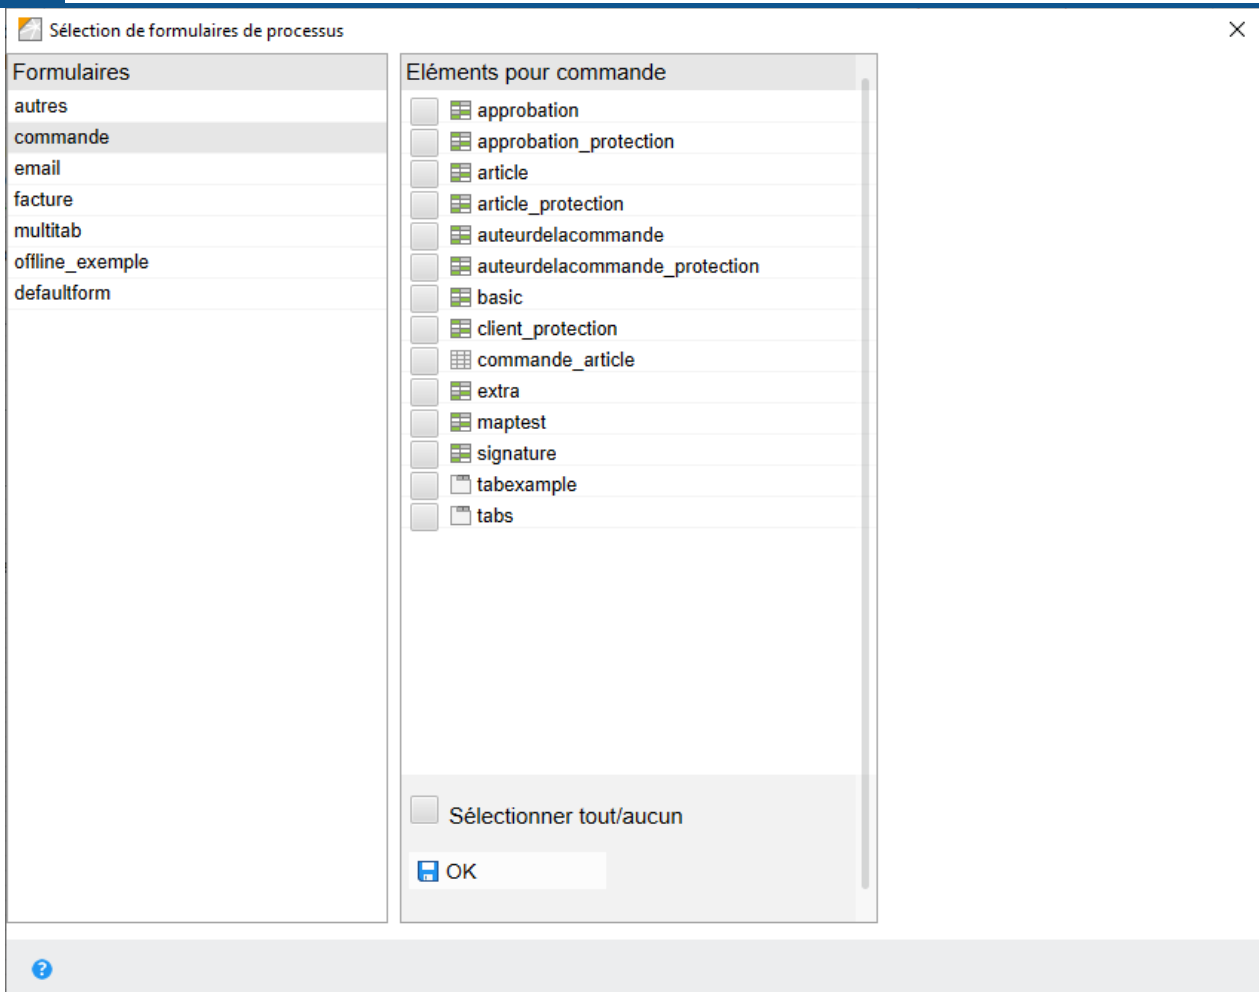 Sélection de formulaires de processus
Formulaires
autres
commande
email
facture
multitab
offline_exemple
defaultform
Eléments pour commande
approbation
approbation_protection
article
article_protection
auteurdelacommande
auteurdelacommande_protection
basic
client_protection
commande_article
extra
maptest
signature
tabexample
tabs
Sélectionner tout/aucun
OK